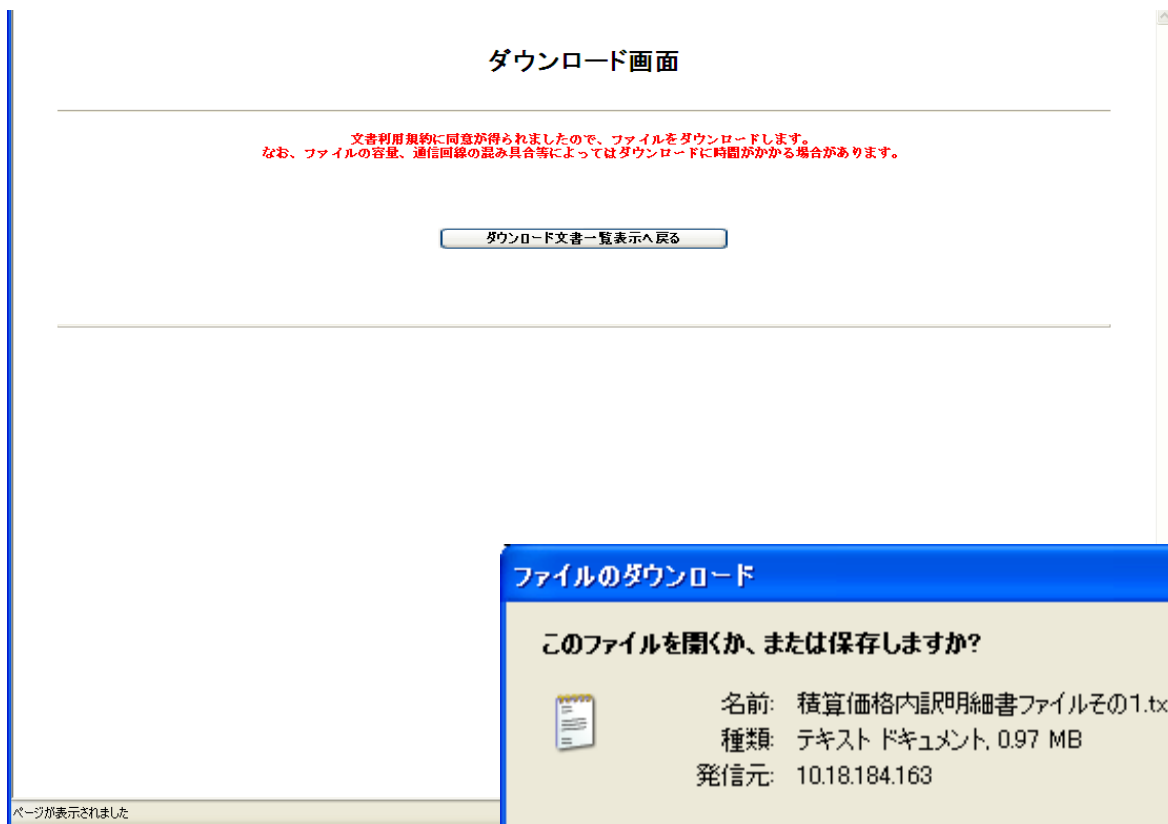 ダウンロード画面
文書利用規約に同意が得られましたので、ファイルをダウンロードします。
なお、ファイルの容量、通信回線の混み具合等によってはダウンロードに時間がかかる場合があります。
ダウンロード文書一覧表示へ戻る
ファイルのダウンロード
このファイルを開くか、または保存しますか?
名前: 積算価格内訳明細書ファイルその1.tx
種類: テキスト ドキュメント, 0.97 MB
発信元: 10.18.184.163
ページが表示されました